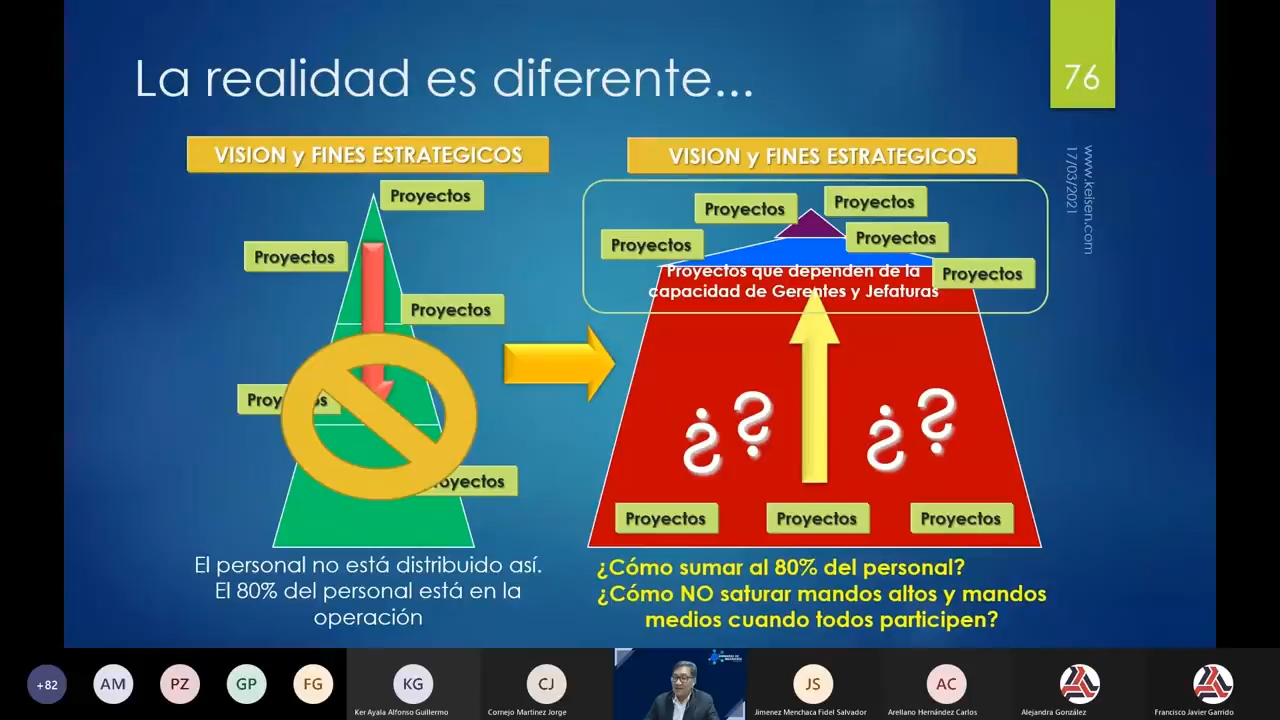 La realidad es diferente...
76
www.keisen.com
17/03/2021
VISION y FINES ESTRATEGICOS
Proyectos
Proyectos
Proyectos
Proyectos
El personal no está distribuido así.
El 80% del personal está en la
operación
VISION y FINES ESTRATEGICOS
Proyectos
Proyectos
Proyectos
Proyectos
Proyectos
Proyectos que dependen de la
capacidad de Gerentes y Jefaturas
¿? ¿?
Proyectos
Proyectos
Proyectos
¿Cómo sumar al 80% del personal?
¿Cómo NO saturar mandos altos y mandos
medios cuando todos participen?
+82
AM
PZ
GP
FG
KG
Ker Ayala Alfonso Guillermo
CJ
Cornejo Martinez Jorge
JS
Jimenez Menchaca Fidel Salvador
AC
Arellano Hernández Carlos
Alejandra González
Francisco Javier Garrido